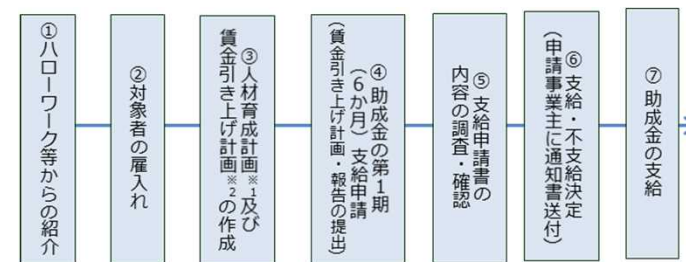 ①ハローワーク等からの紹介
②対象者の雇入れ
③人材育成計画※1及び
賃金引き上げ計画※2の作成
④助成金の第1期
(6か月)支給申請
(賃金引き上げ計画・報告の提出)
⑤支給申請書の
内容の調査・確認
⑥支給・不支給決定
(申請事業主に通知書送付)
⑦助成金の支給